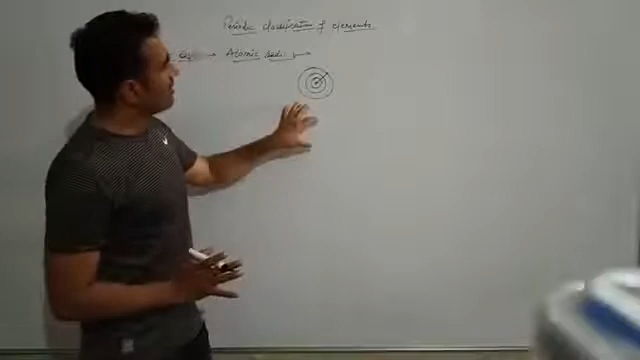 Periodic classification of elements
Q → Atomic radii →